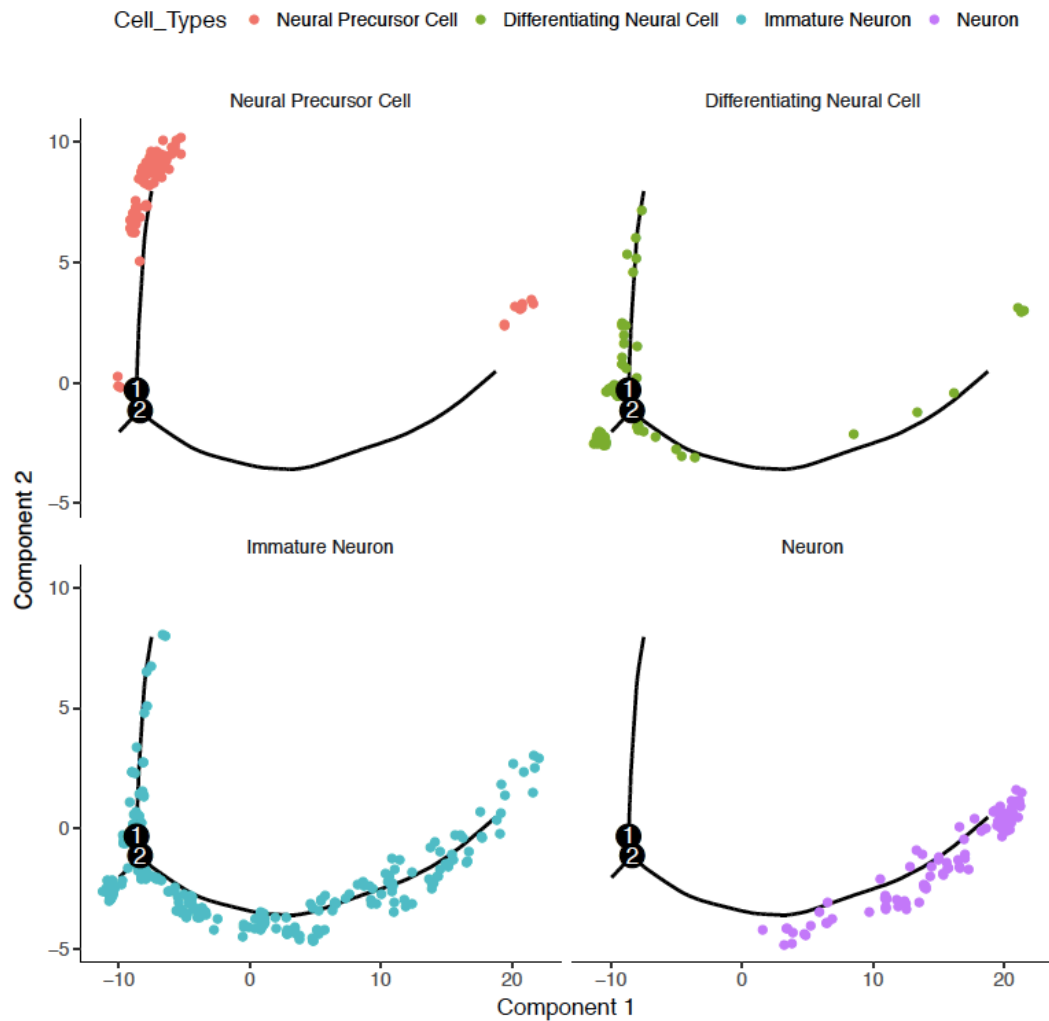 Cell_Types Neural Precursor Cell Differentiating Neural Cell Immature Neuron Neuron
Neural Precursor Cell Differentiating Neural Cell
10
5
0
−5
1
2
1
2
Component 2
Immature Neuron Neuron
10
5
0
−5
1
2
1
2
−10 0 10 20 −10 0 10 20
Component 1